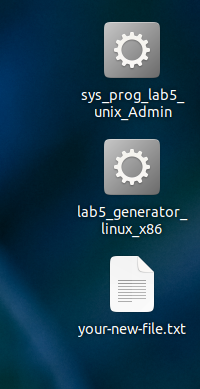 sys_prog_lab5_
unix_Admin
lab5_generator_
linux_x86
your-new-file.txt